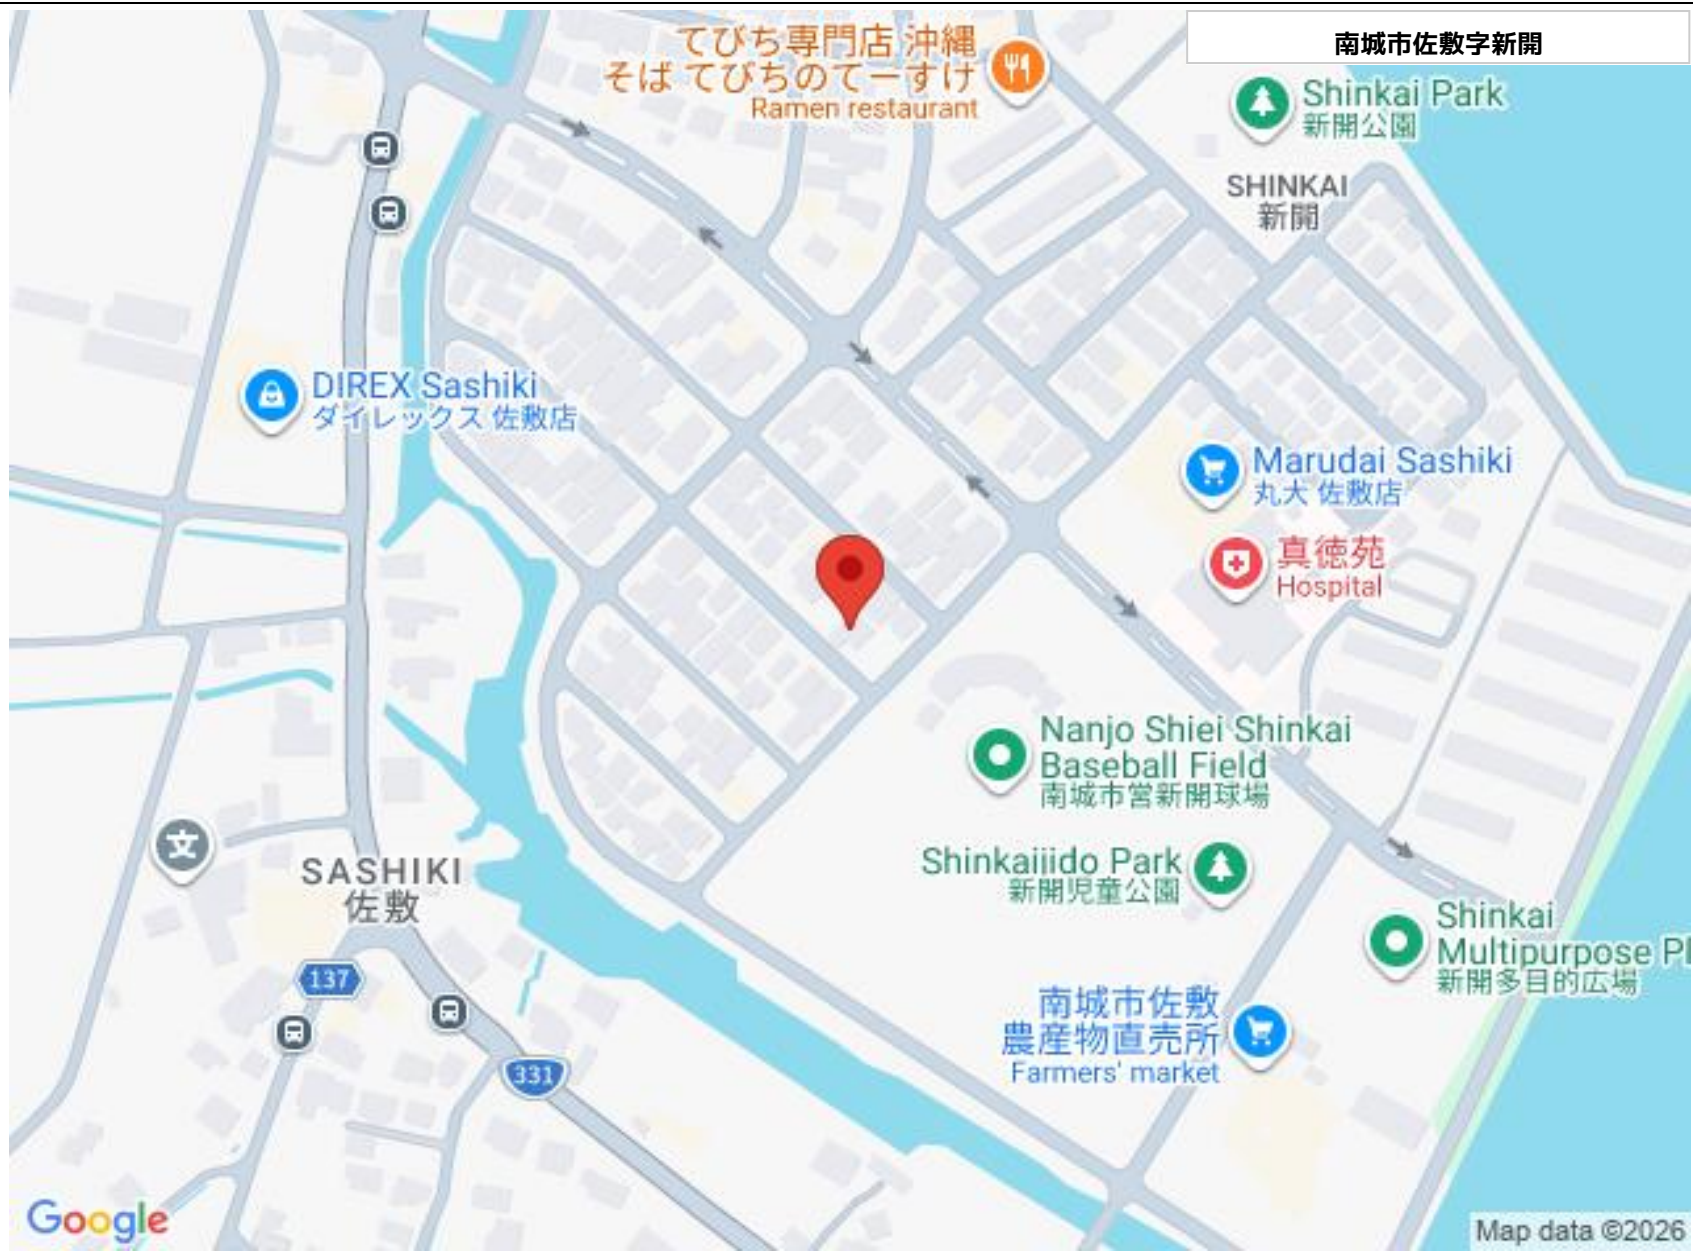 南城市佐敷字新開
てびち専門店 沖縄
そば てびちのてーすけ
Ramen restaurant
Shinkai Park
新開公園
SHINKAI
新開
DIREX Sashiki
ダイレックス 佐敷店
Marudai Sashiki
丸大 佐敷店
真徳苑
Hospital
Nanjo Shiei Shinkai
Baseball Field
南城市営新開球場
文
SASHIKI
佐敷
Shinkaijido Park
新開児童公園
Shinkai
Multipurpose Pl
新開多目的広場
137
南城市佐敷
農産物直売所
Farmers' market
331
Google
Map data ©2026